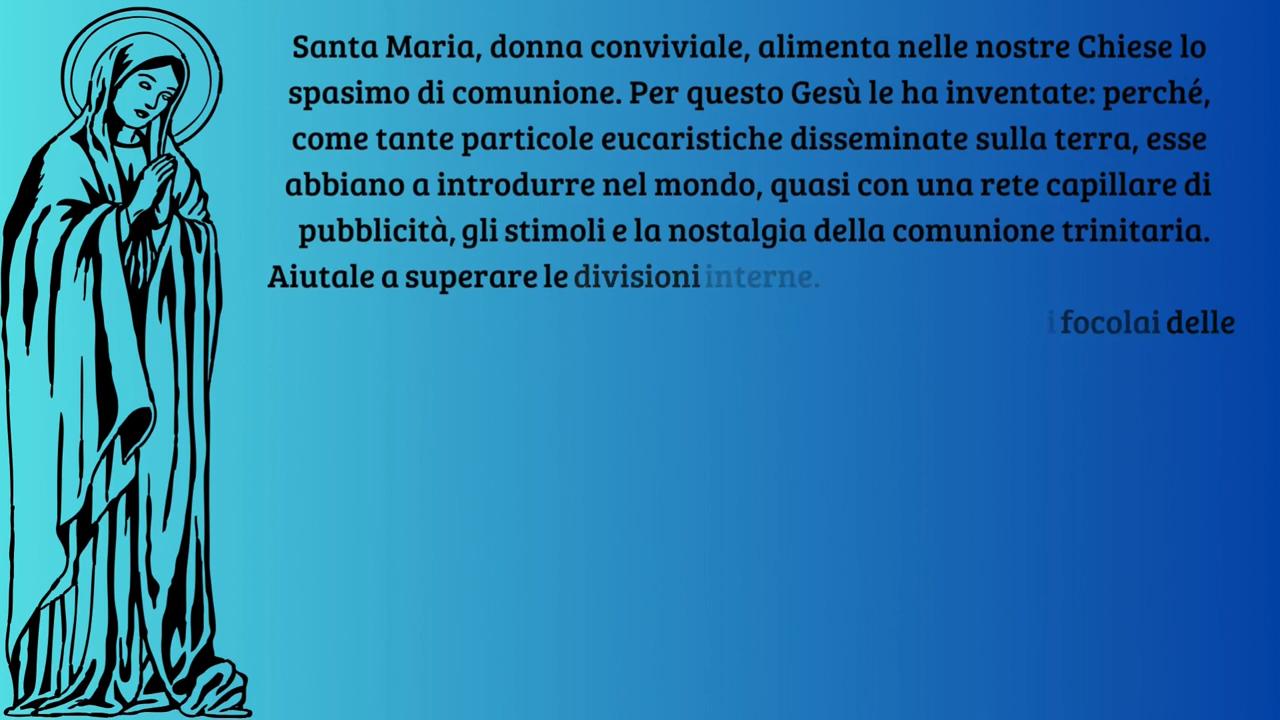 Santa Maria, donna conviviale, alimenta nelle nostre Chiese lo
spasimo di comunione. Per questo Gesù le ha inventate: perché,
come tante particole eucaristiche disseminate sulla terra, esse
abbiano a introdurre nel mondo, quasi con una rete capillare di
pubblicità, gli stimoli e la nostalgia della comunione trinitaria.
Aiutale a superare le divisioni interne.
i focolai delle